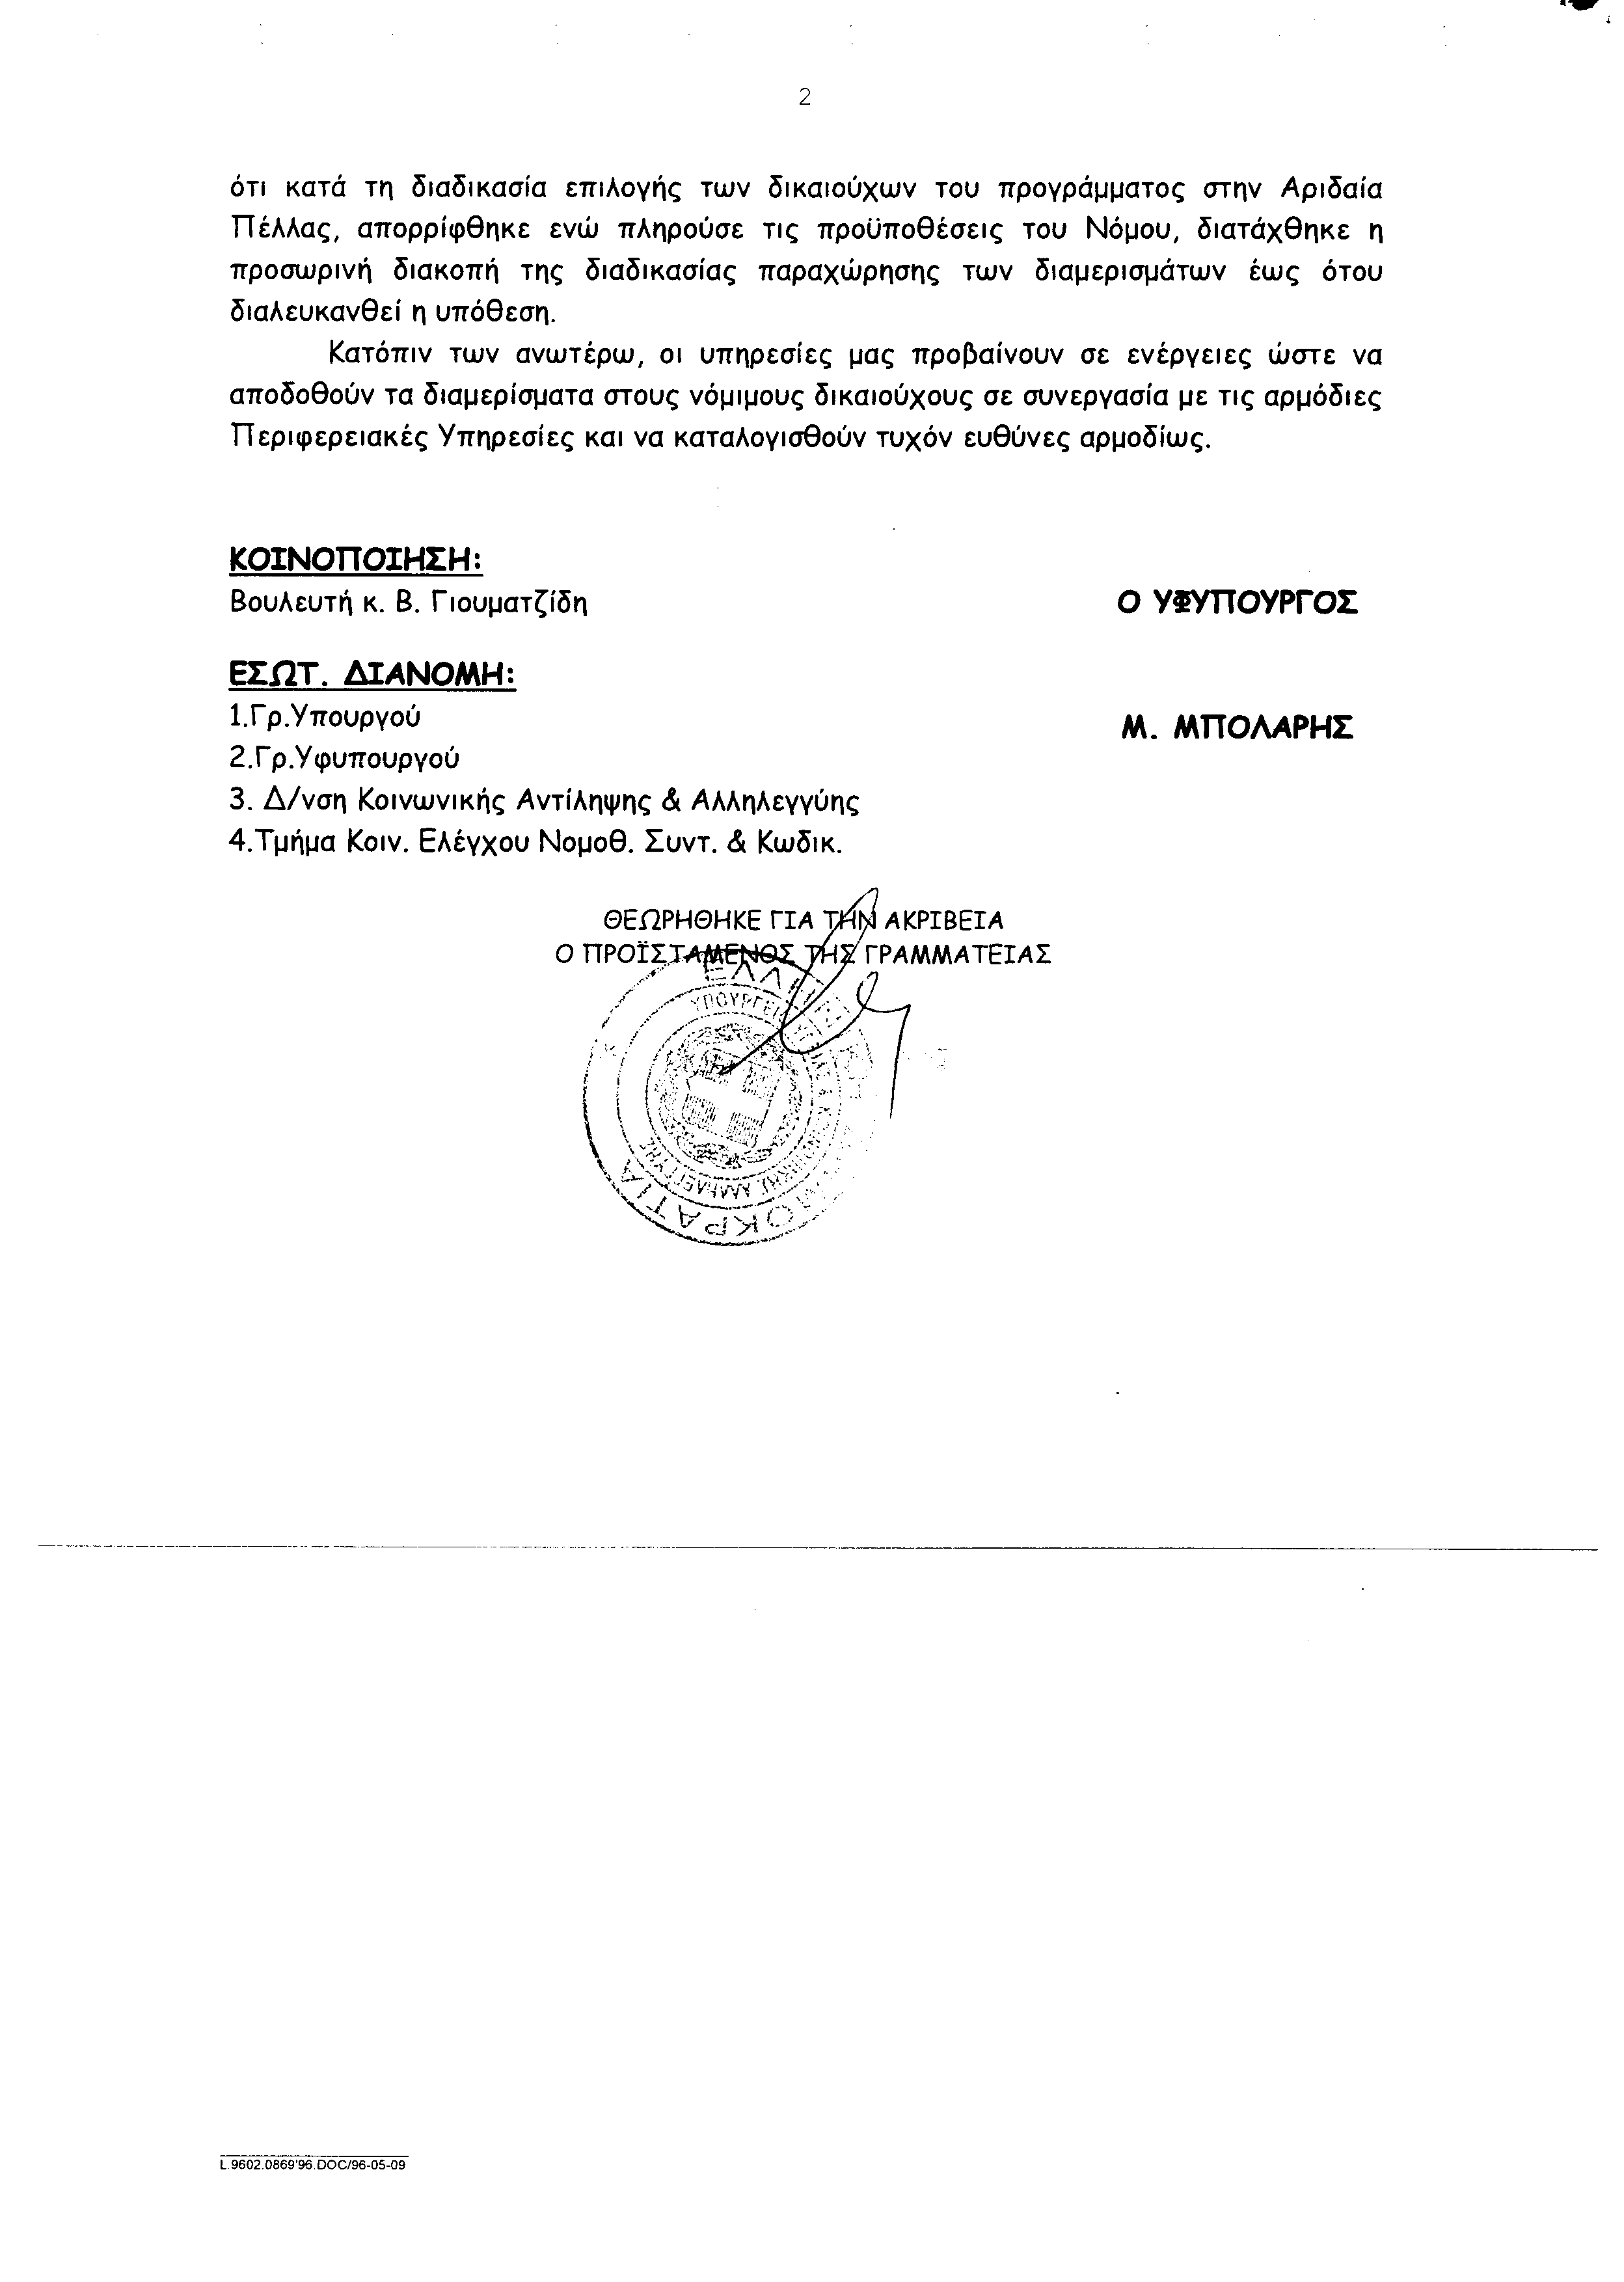 2
ότι κατά τη διαδικασία επιλογής των δικαιούχων του προγράμματος στην Αριδαία
Πέλλας, απορρίφθηκε ενώ πληρούσε τις προϋποθέσεις του Νόμου, διατάχθηκε η
προσωρινή διακοπή της διαδικασίας παραχώρησης των διαμερισμάτων έως ότου
διαλευκανθεί η υπόθεση.
Κατόπιν των ανωτέρω, οι υπηρεσίες μας προβαίνουν σε ενέργειες ώστε να
αποδοθούν τα διαμερίσματα στους νόμιμους δικαιούχους σε συνεργασία με τις αρμόδιες
Περιφερειακές Υπηρεσίες και να καταλογισθούν τυχόν ευθύνες αρμοδίως.
ΚΟΙΝΟΠΟΙΗΣΗ:
Βουλευτή κ. Β. Γιουματζίδη
Ο ΥΦΥΠΟΥΡΓΟΣ
ΕΣΩΤ. ΔΙΑΝΟΜΗ:
1.Γρ.Υπουργού
Μ. ΜΠΟΛΑΡΗΣ
2.Γρ.Υφυπουργού
3. Δ/νση Κοινωνικής Αντίληψης & Αλληλεγγύης
4.Τμήμα Κοιν. Ελέγχου Νομοθ. Συντ. & Κωδικ.
ΘΕΩΡΗΘΗΚΕ ΓΙΑ ΤΗΝ ΑΚΡΙΒΕΙΑ
Ο ΠΡΟΪΣΤΑΜΕΝΟΣ ΤΗΣ ΓΡΑΜΜΑΤΕΙΑΣ
L.9602.0869'96.DOC/96-05-09